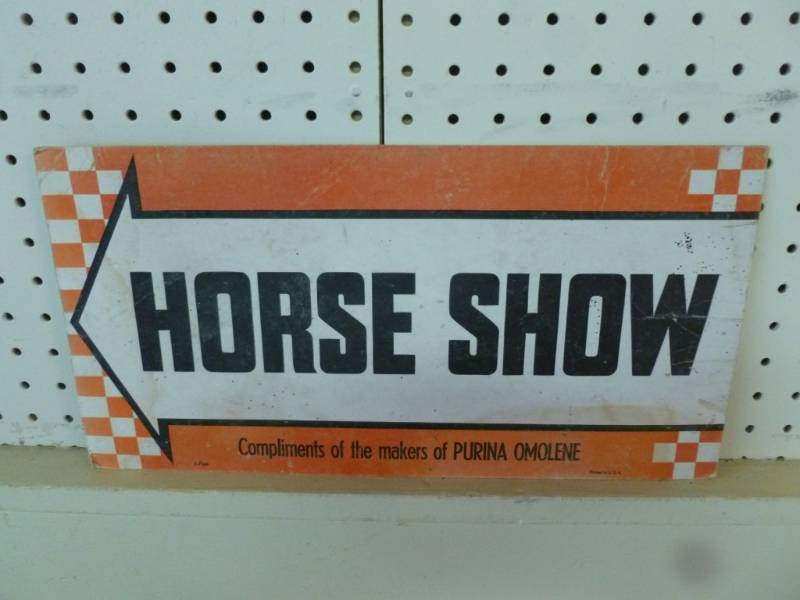 HORSE SHOW
Compliments of the makers of PURINA OMOLENE